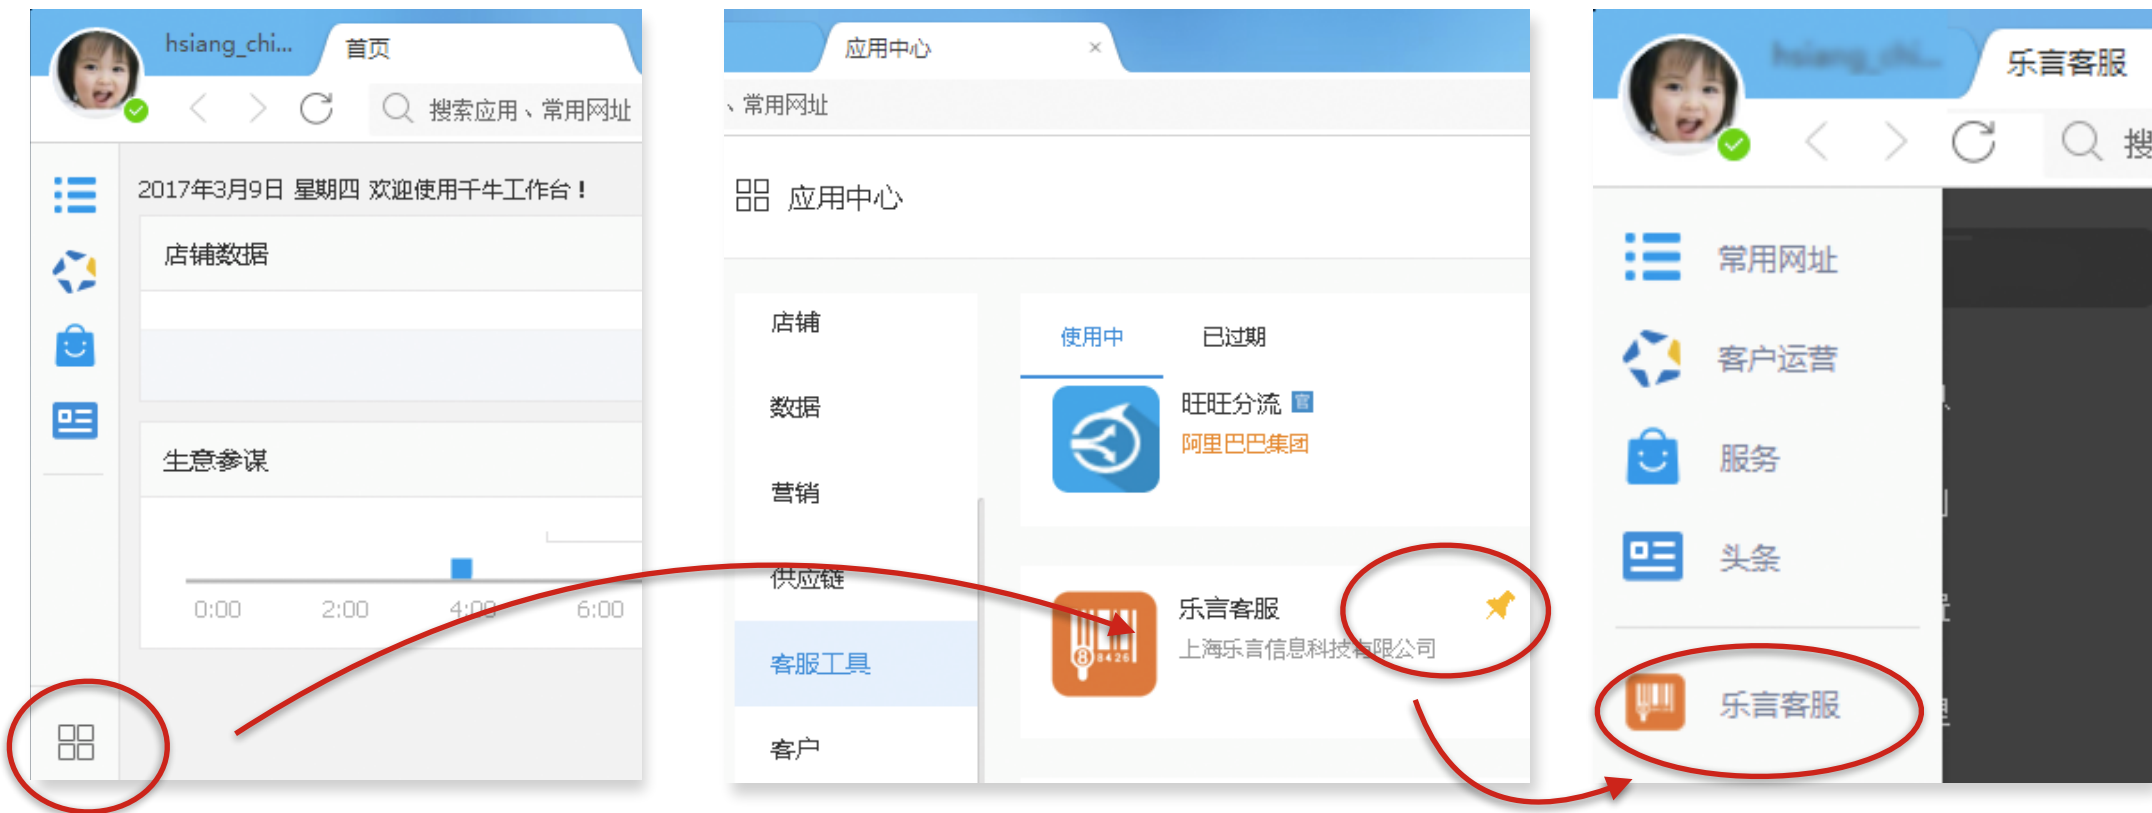 hsiang_chi...
首页
搜索应用、常用网址
2017年3月9日 星期四 欢迎使用千牛工作台！
店铺数据
生意参谋
0:00 2:00 4:00 6:00
应用中心 ×
、常用网址
应用中心
店铺
数据
营销
供应链
客服工具
客户
使用中 已过期
旺旺分流 官
阿里巴巴集团
乐言客服
上海乐言信息科技有限公司
8 8426
hsiang_chi...
乐言客服
搜
常用网址
客户运营
服务
头条
乐言客服